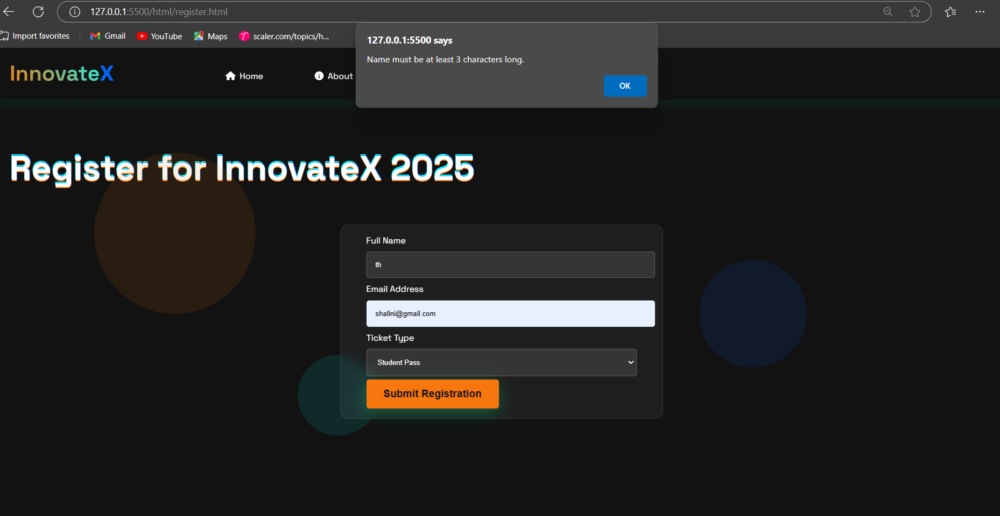 127.0.0.1:5500/html/register.html
Import favorites
Gmail
YouTube
Maps
scaler.com/topics/h...
127.0.0.1:5500 says
Name must be at least 3 characters long.
OK
InnovateX
Home
About
Register for InnovateX 2025
Full Name
th
Email Address
shalini@gmail.com
Ticket Type
Student Pass
Submit Registration